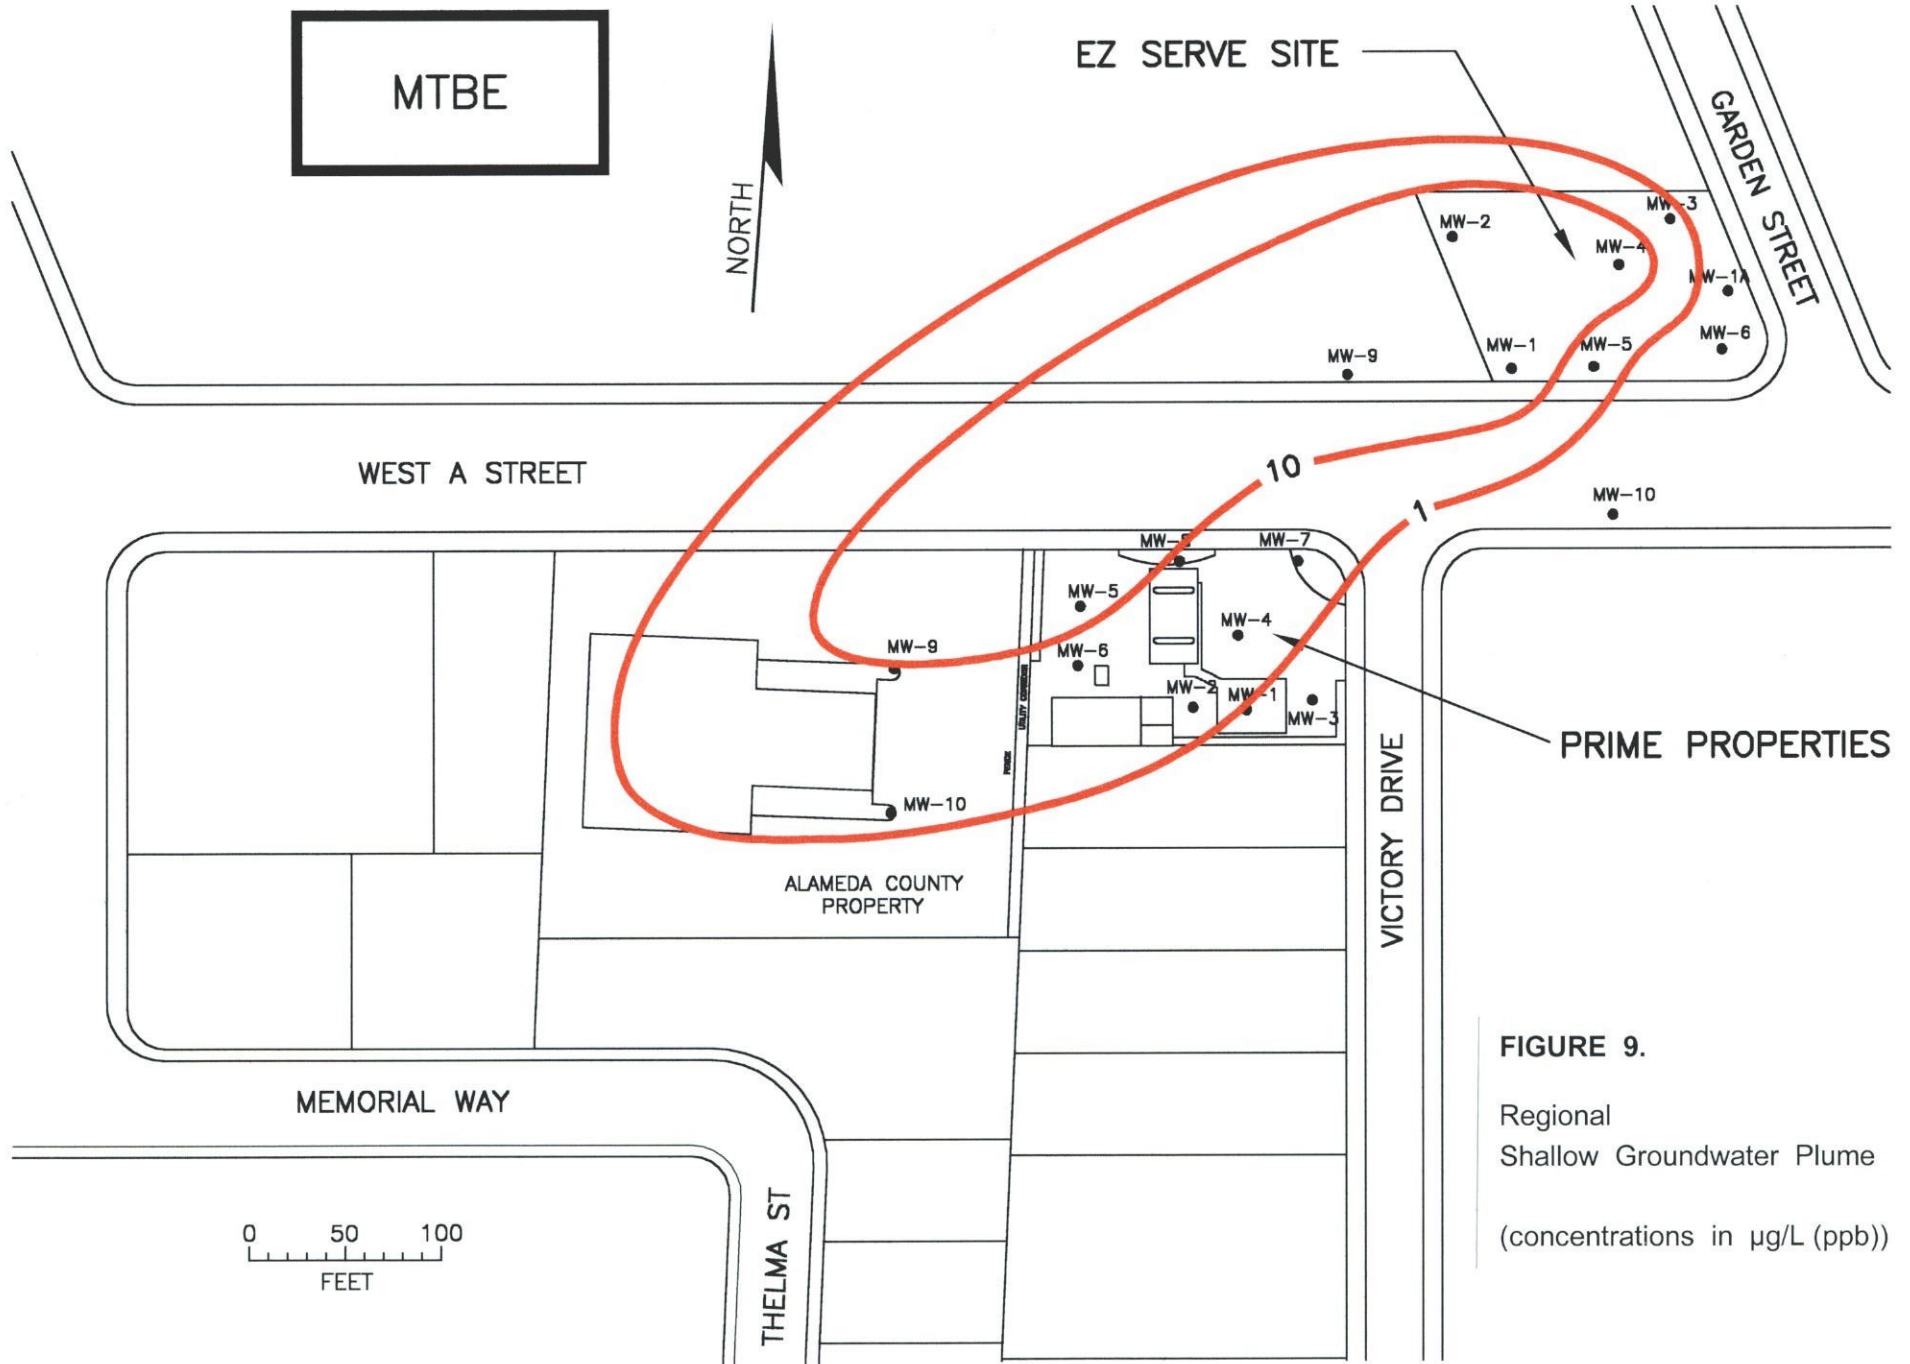 MTBE
EZ SERVE SITE
NORTH
GARDEN STREET
MW-3
MW-2
MW-4
MW-1A
MW-6
MW-1
MW-5
MW-9
WEST A STREET
10
1
MW-10
MW-7
MW-5
MW-4
MW-9
MW-6
MW-2
MW-1
MW-3
UTILITY CORRIDOR
FENCE
PRIME PROPERTIES
MW-10
VICTORY DRIVE
ALAMEDA COUNTY
PROPERTY
FIGURE 9.
Regional
Shallow Groundwater Plume
(concentrations in µg/L (ppb))
MEMORIAL WAY
THELMA ST
0 50 100
FEET